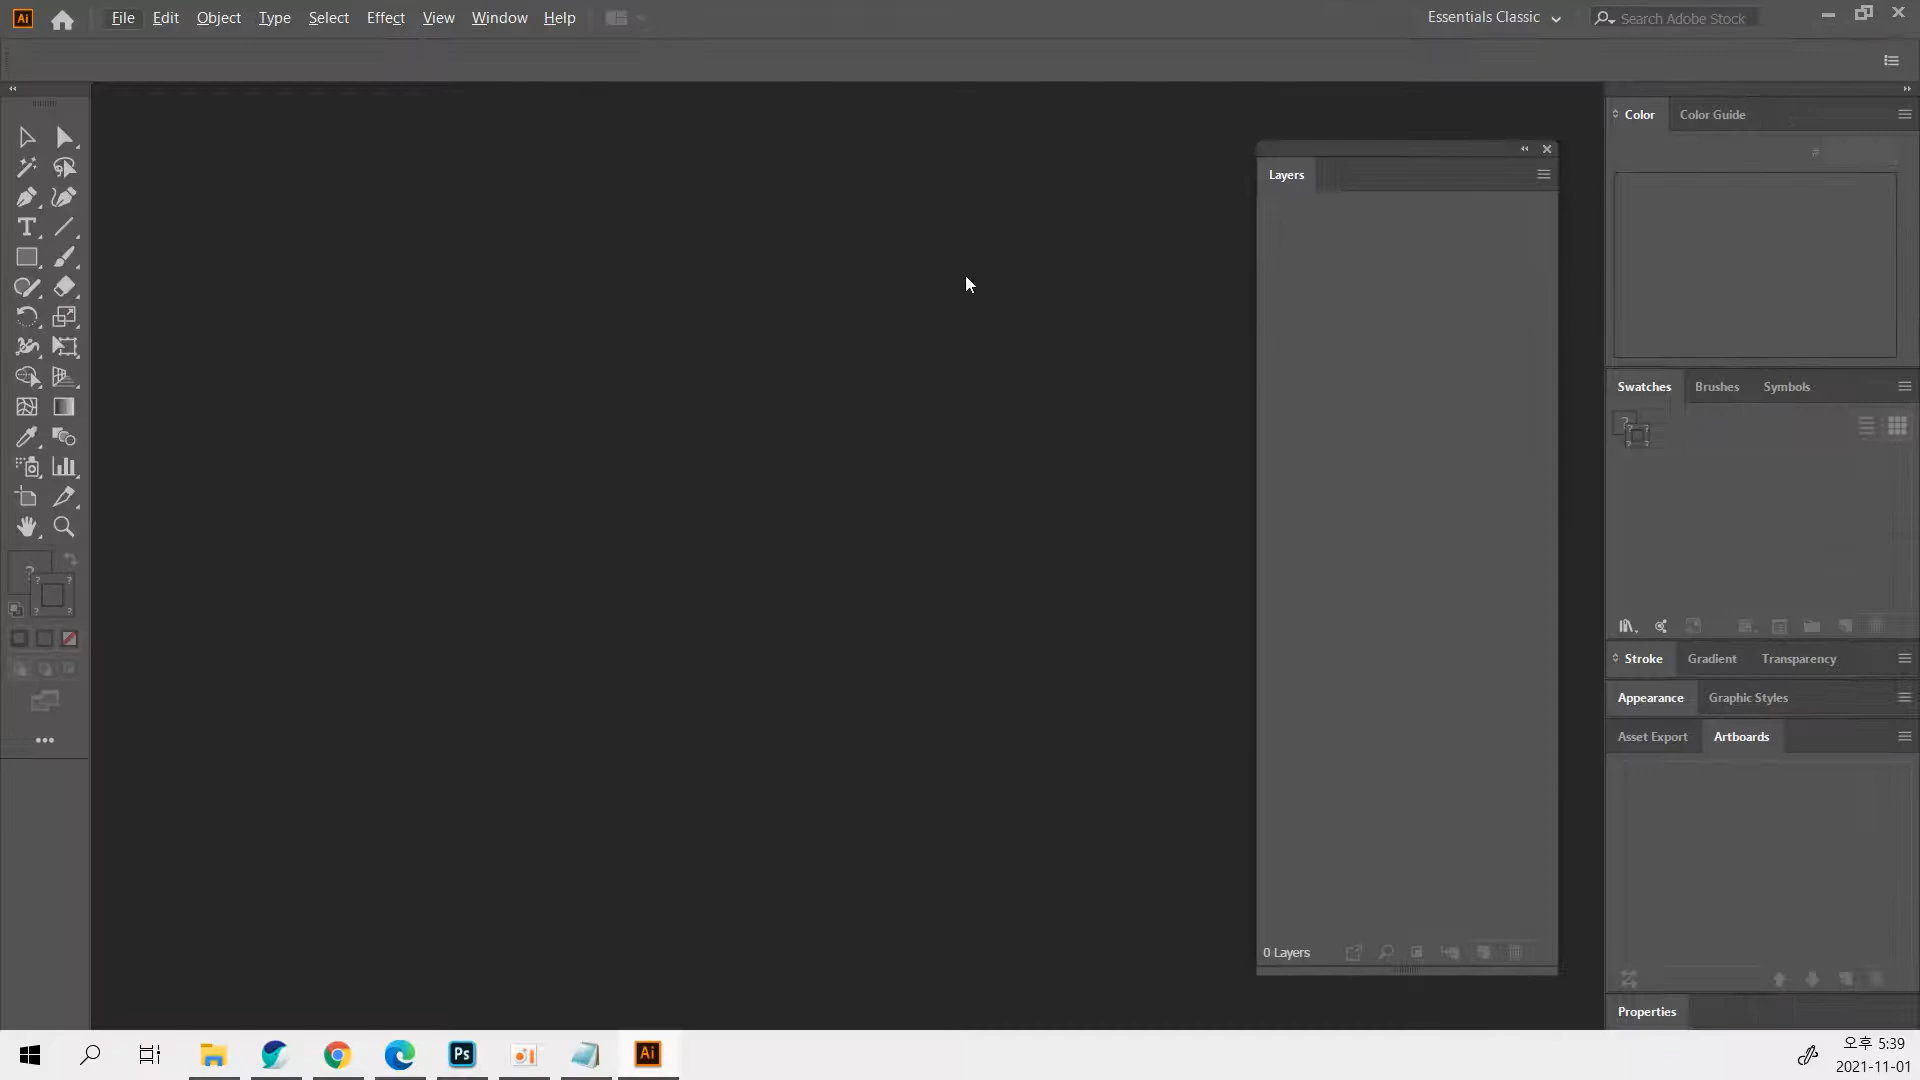 Ai File Edit Object Type Select Effect View Window Help Essentials Classic Search Adobe Stock
Color Color Guide
#
Layers
Swatches Brushes Symbols
?
T
?
? ?
? ?
Stroke Gradient Transparency
Appearance Graphic Styles
Asset Export Artboards
0 Layers
Properties
Ps Ai
오후 5:39
2021-11-01